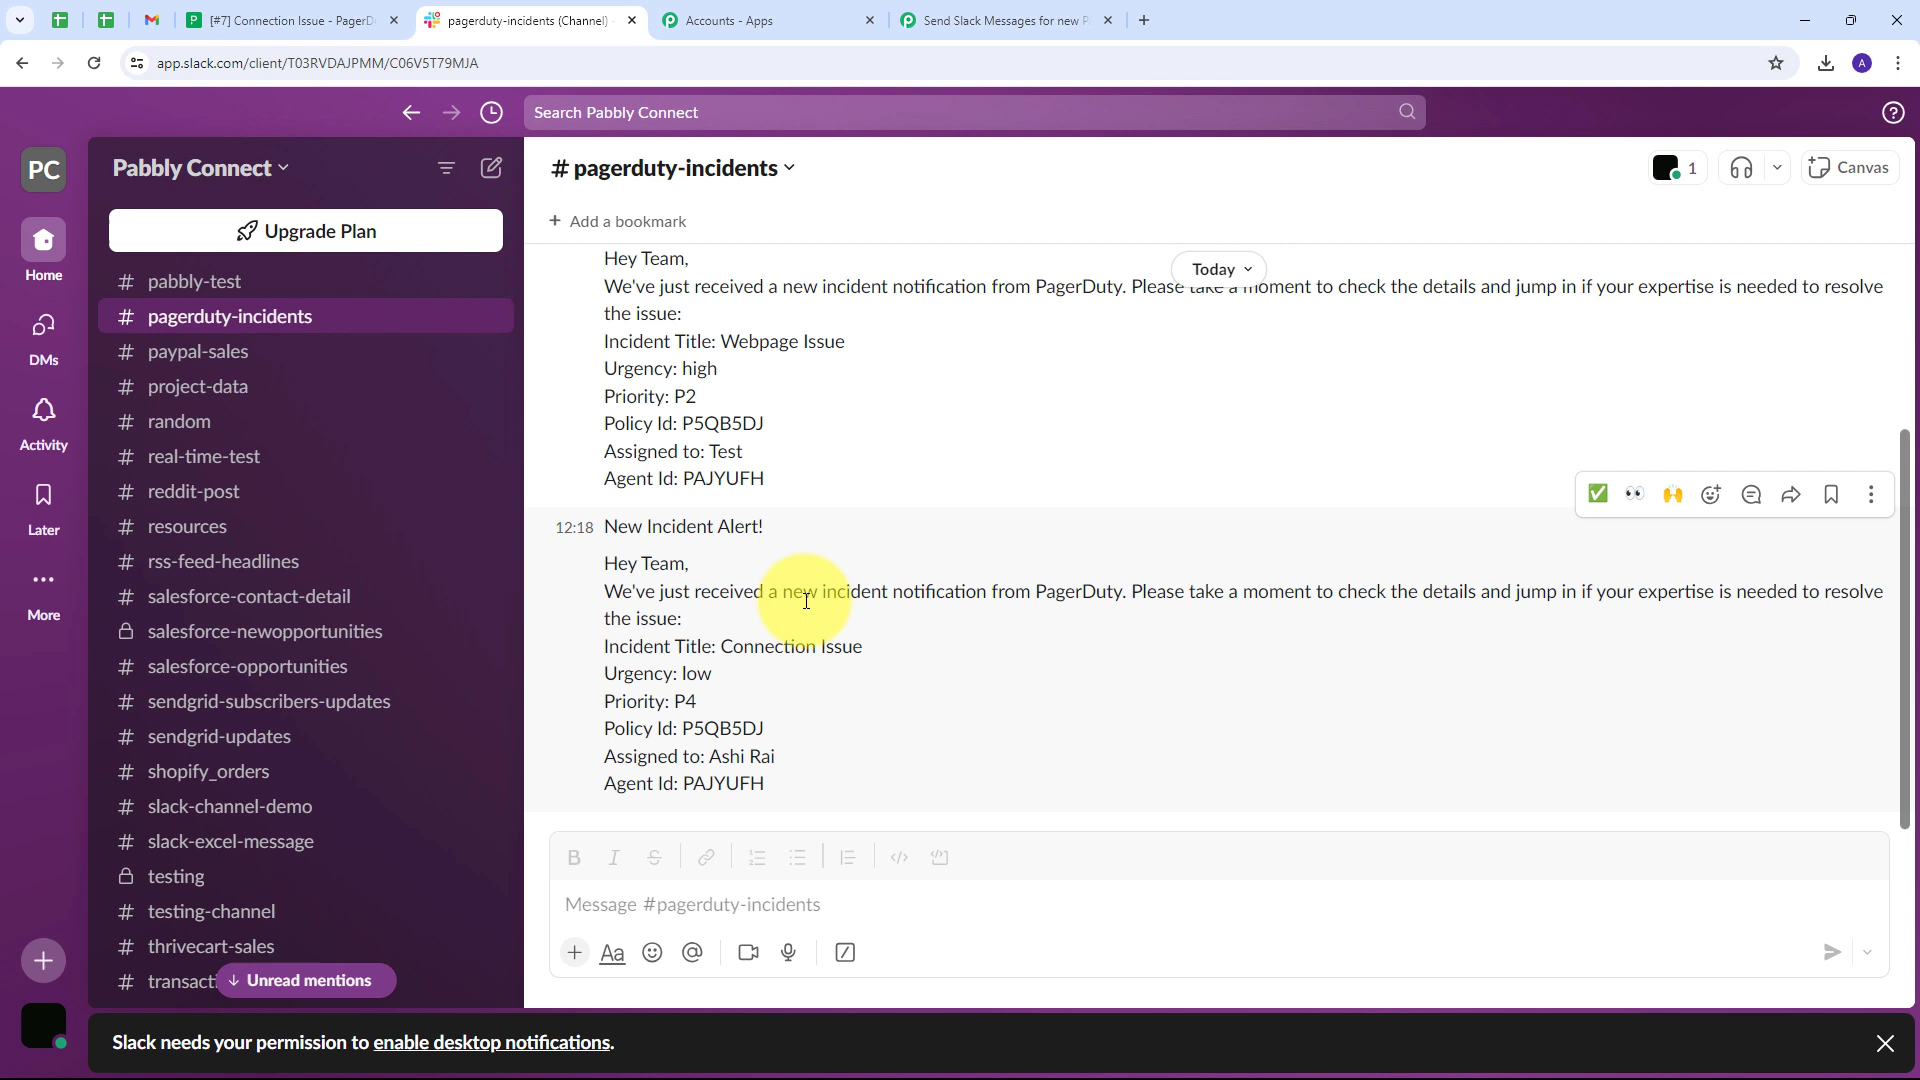 [#7] Connection Issue - PagerD
pagerduty-incidents (Channel)
Accounts - Apps
Send Slack Messages for new P
app.slack.com/client/T03RVDAJPMM/C06V5T79MJA
A
Search Pabbly Connect
PC
Pabbly Connect
# pagerduty-incidents
1
Canvas
Home
Upgrade Plan
+ Add a bookmark
DMs
Activity
Later
More
# pabbly-test
# pagerduty-incidents
# paypal-sales
# project-data
# random
# real-time-test
# reddit-post
# resources
# rss-feed-headlines
# salesforce-contact-detail
salesforce-newopportunities
# salesforce-opportunities
# sendgrid-subscribers-updates
# sendgrid-updates
# shopify_orders
# slack-channel-demo
# slack-excel-message
testing
# testing-channel
# thrivecart-sales
# transacti
Unread mentions
Today
Hey Team,
We've just received a new incident notification from PagerDuty. Please take a moment to check the details and jump in if your expertise is needed to resolve
the issue:
Incident Title: Webpage Issue
Urgency: high
Priority: P2
Policy Id: P5QB5DJ
Assigned to: Test
Agent Id: PAJYUFH
12:18 New Incident Alert!
Hey Team,
We've just received a new incident notification from PagerDuty. Please take a moment to check the details and jump in if your expertise is needed to resolve
the issue:
Incident Title: Connection Issue
Urgency: low
Priority: P4
Policy Id: P5QB5DJ
Assigned to: Ashi Rai
Agent Id: PAJYUFH
Message #pagerduty-incidents
Aa
Slack needs your permission to enable desktop notifications.